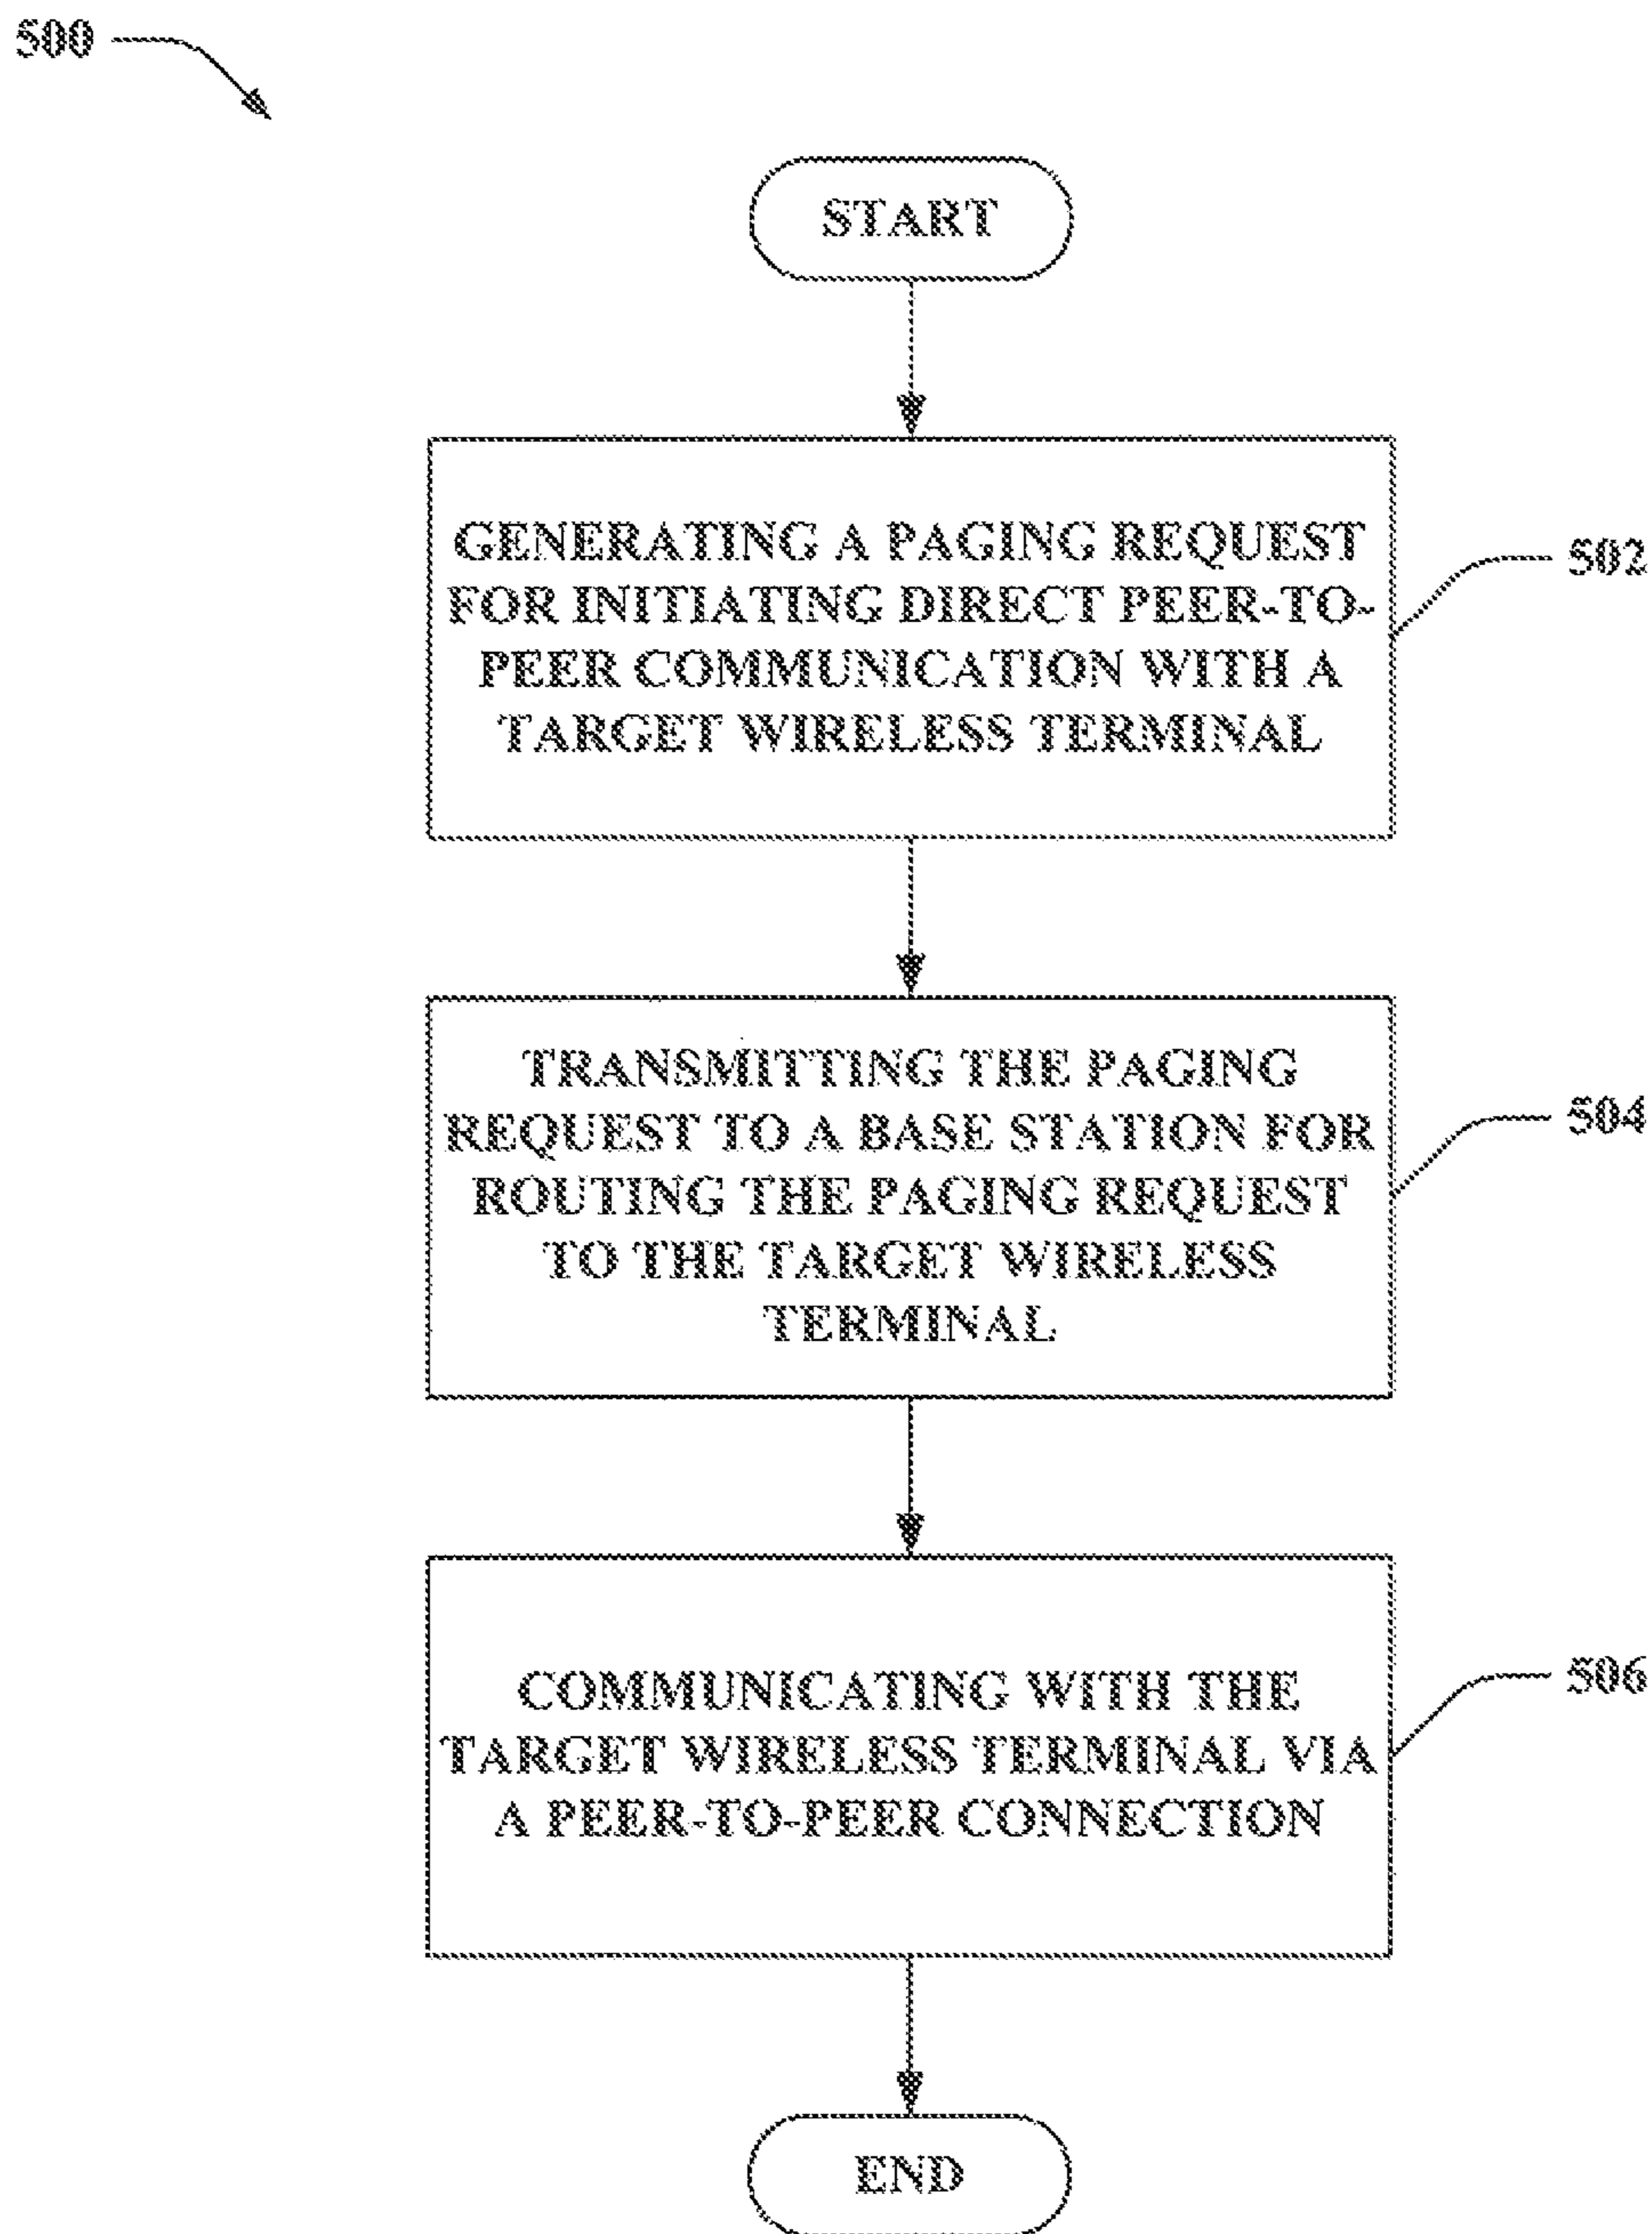 500
START
GENERATING A PAGING REQUEST
FOR INITIATING DIRECT PEER-TO-
PEER COMMUNICATION WITH A
TARGET WIRELESS TERMINAL
502
TRANSMITTING THE PAGING
REQUEST TO A BASE STATION FOR
ROUTING THE PAGING REQUEST
TO THE TARGET WIRELESS
TERMINAL
504
COMMUNICATING WITH THE
TARGET WIRELESS TERMINAL VIA
A PEER-TO-PEER CONNECTION
506
END